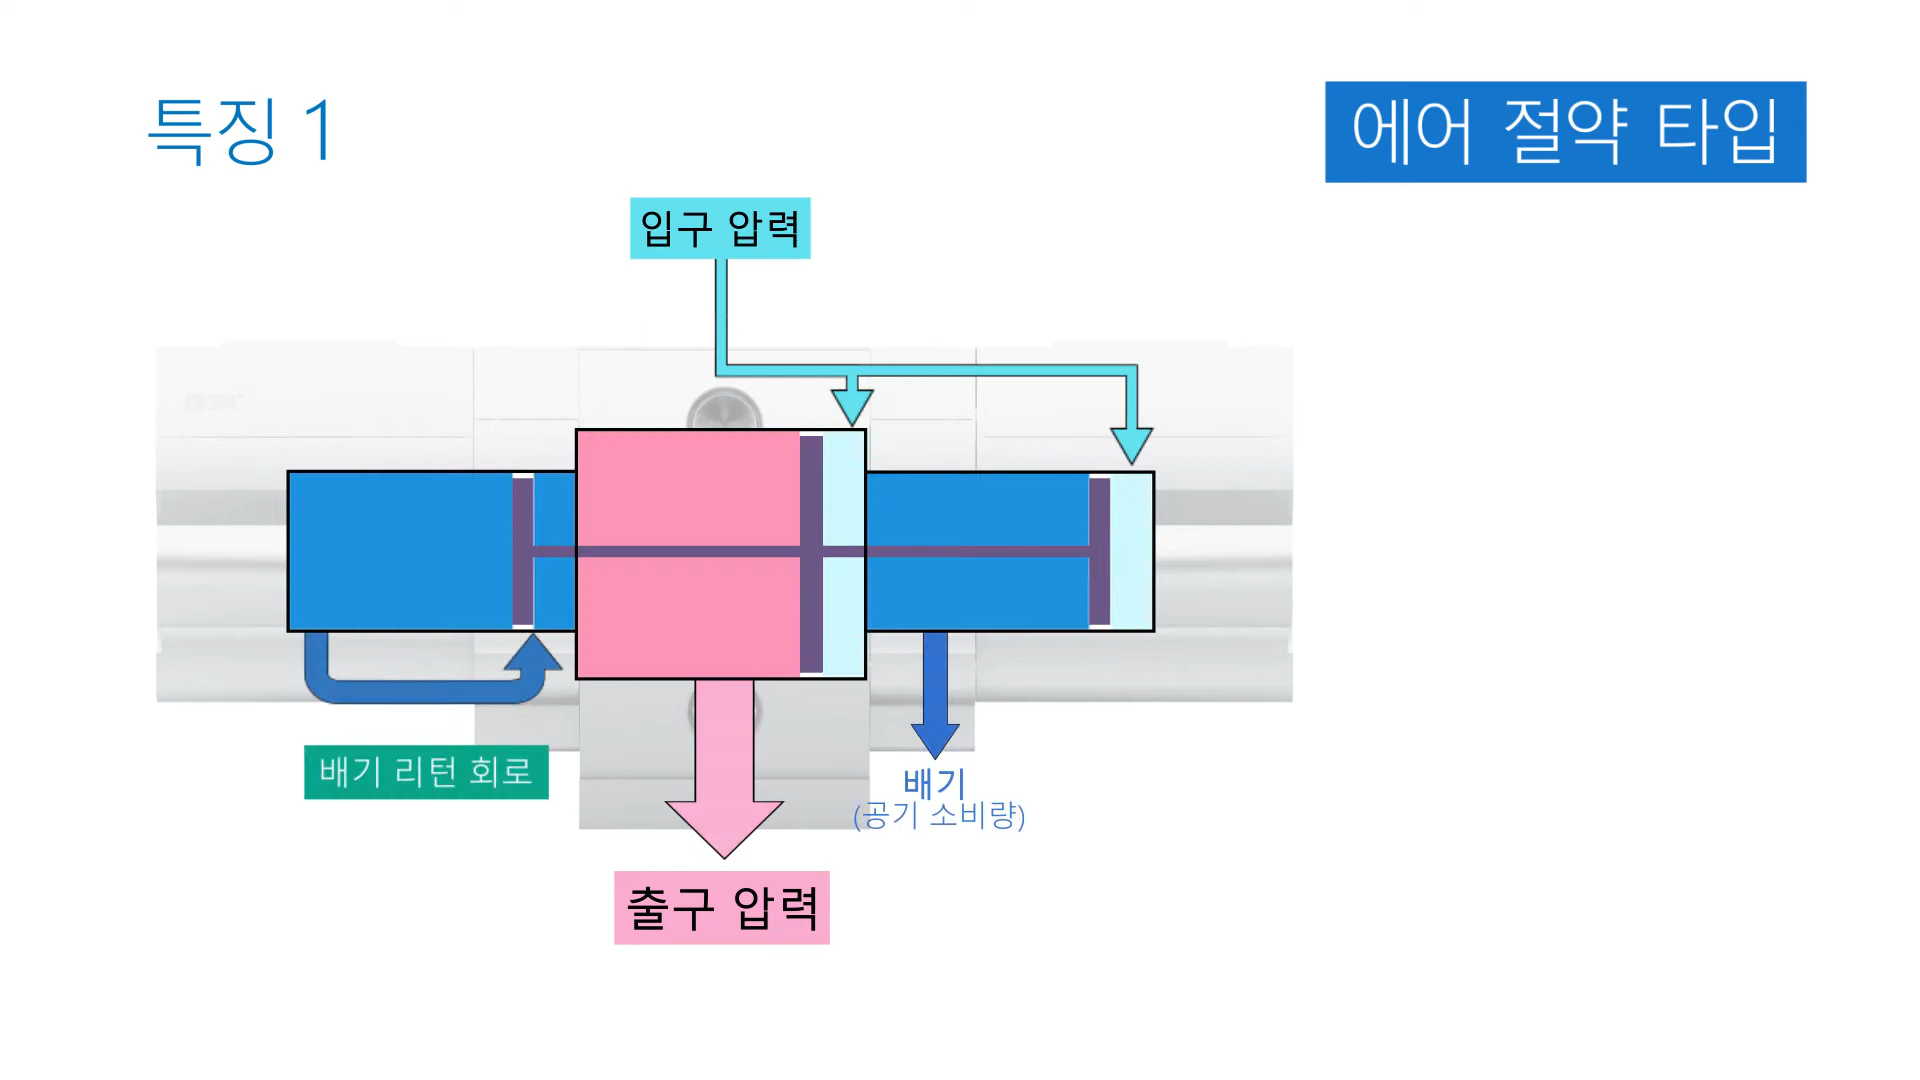 특징 1
에어 절약 타입
입구 압력
배기 리턴 회로
배기
(공기 소비량)
출구 압력